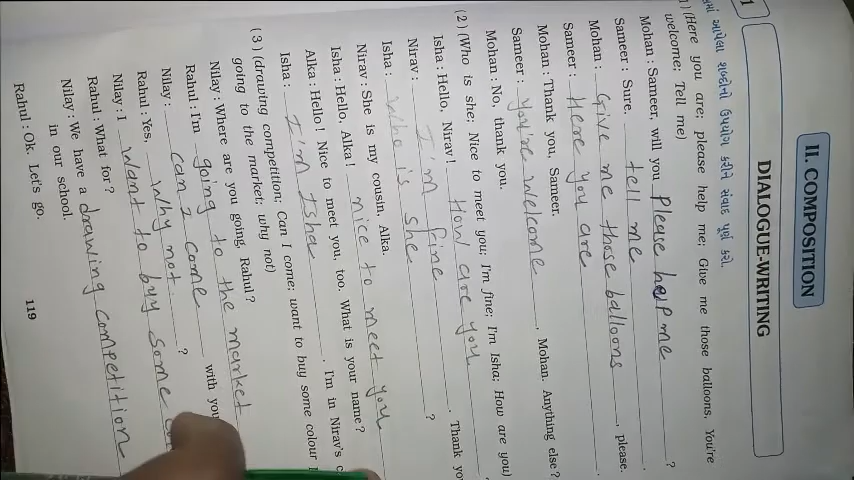 1
II. COMPOSITION
DIALOGUE-WRITING
આપેલા શબ્દોનો ઉપયોગ કરીને સંવાદ પૂર્ણ કરો.
) (Here you are; please help me; Give me those balloons, You're
welcome; Tell me)
Mohan : Sameer, will you please help me ?
Sameer : Sure. tell me .
Mohan : Give me those balloons , please.
Sameer : Here you are .
Mohan : Thank you, Sameer.
Sameer : you're welcome , Mohan. Anything else ?
Mohan : No, thank you.
(2) (Who is she; Nice to meet you; I'm fine; I'm Isha; How are you)
Isha : Hello, Nirav! How are you ?
Nirav : I'm fine . Thank yo
Isha : Who is she ?
Nirav : She is my cousin, Alka.
Isha : Hello, Alka! nice to meet you
Alka : Hello! Nice to meet you, too. What is your name?
Isha : I'm Isha . I'm in Nirav's c
(3) (drawing competition; Can I come; want to buy some colour
going to the market; why not)
Nilay : Where are you going, Rahul?
Rahul : I'm going to the market
Nilay : can I come with you
?
Rahul : Yes, why not.
Nilay : I want to buy some
Rahul : What for ?
Nilay : We have a drawing competition
in our school.
Rahul : Ok. Let's go.
119